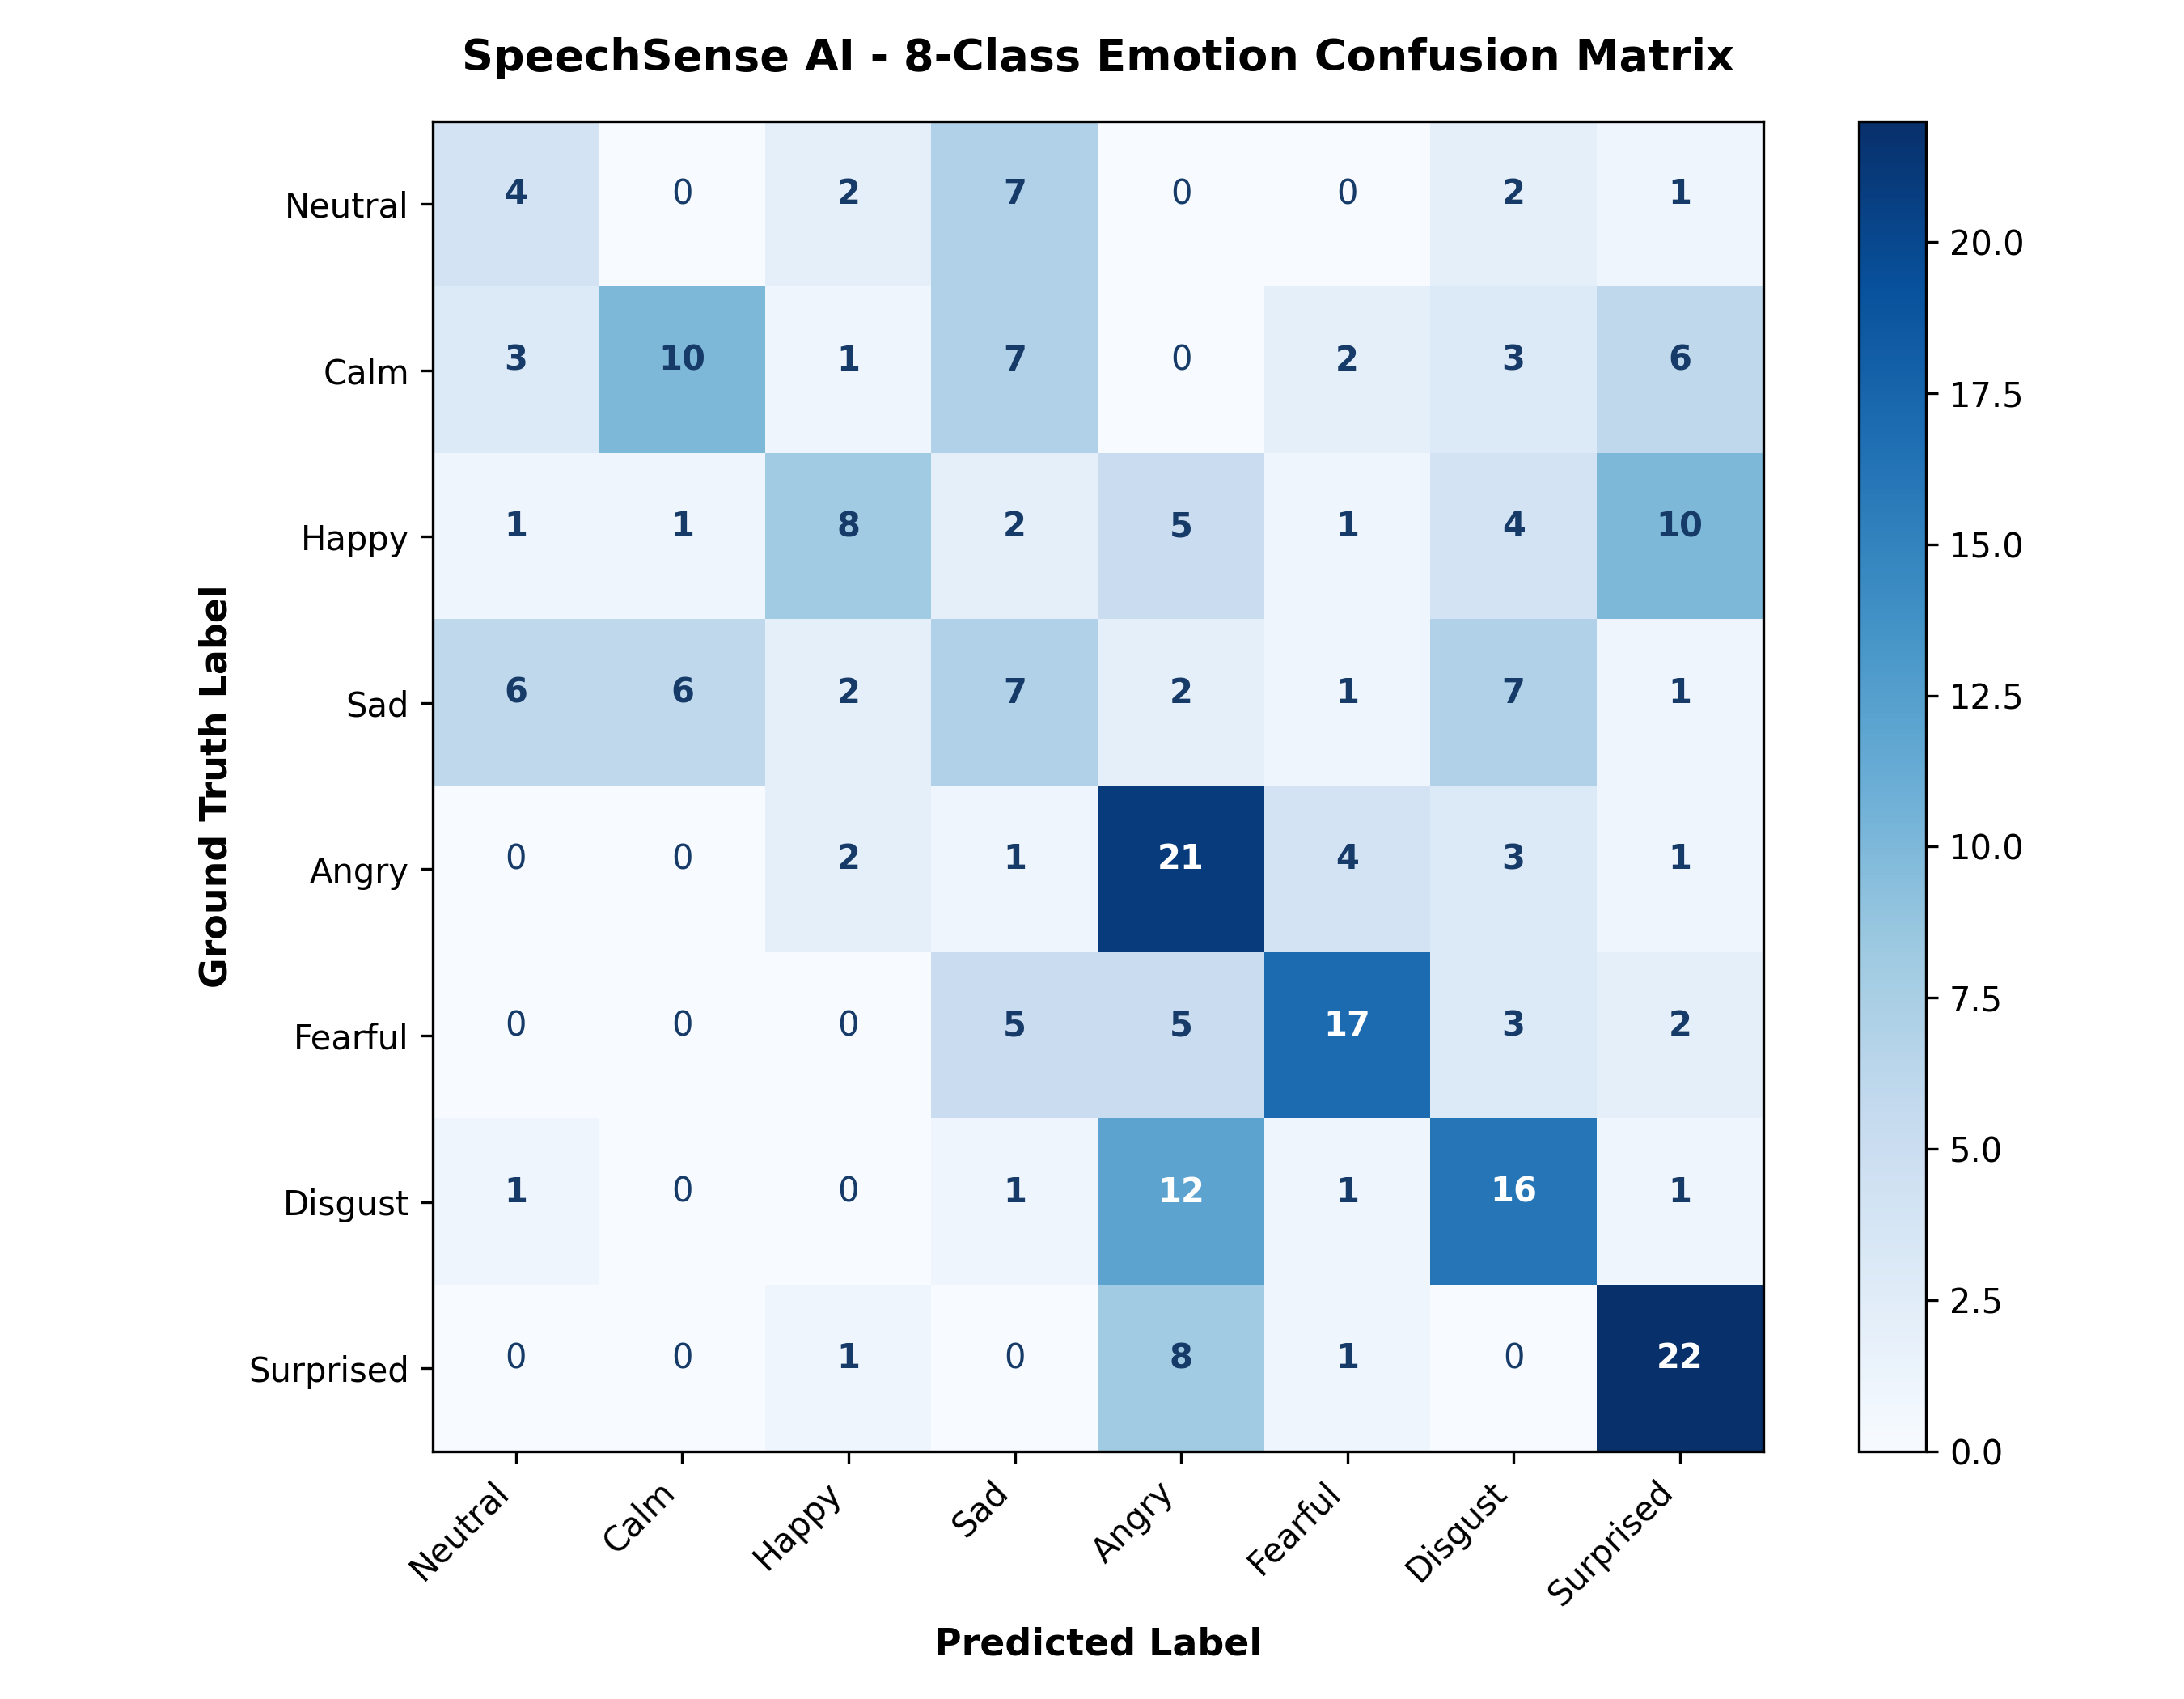 SpeechSense AI - 8-Class Emotion Confusion Matrix
Neutral 4 0 2 7 0 0 2 1
Calm 3 10 1 7 0 2 3 6
Happy 1 1 8 2 5 1 4 10
Sad 6 6 2 7 2 1 7 1
Angry 0 0 2 1 21 4 3 1
Fearful 0 0 0 5 5 17 3 2
Disgust 1 0 0 1 12 1 16 1
Surprised 0 0 1 0 8 1 0 22
Ground Truth Label
Neutral Calm Happy Sad Angry Fearful Disgust Surprised
Predicted Label
20.0
17.5
15.0
12.5
10.0
7.5
5.0
2.5
0.0